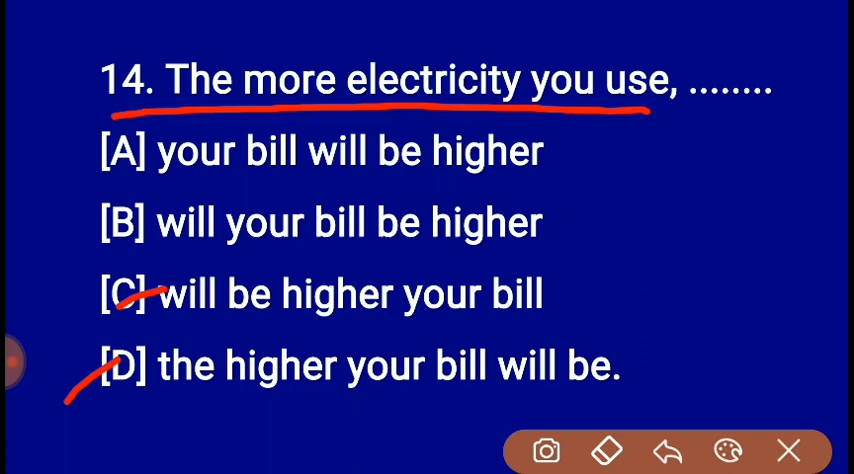 14. The more electricity you use, ........
[A] your bill will be higher
[B] will your bill be higher
[C] will be higher your bill
[D] the higher your bill will be.